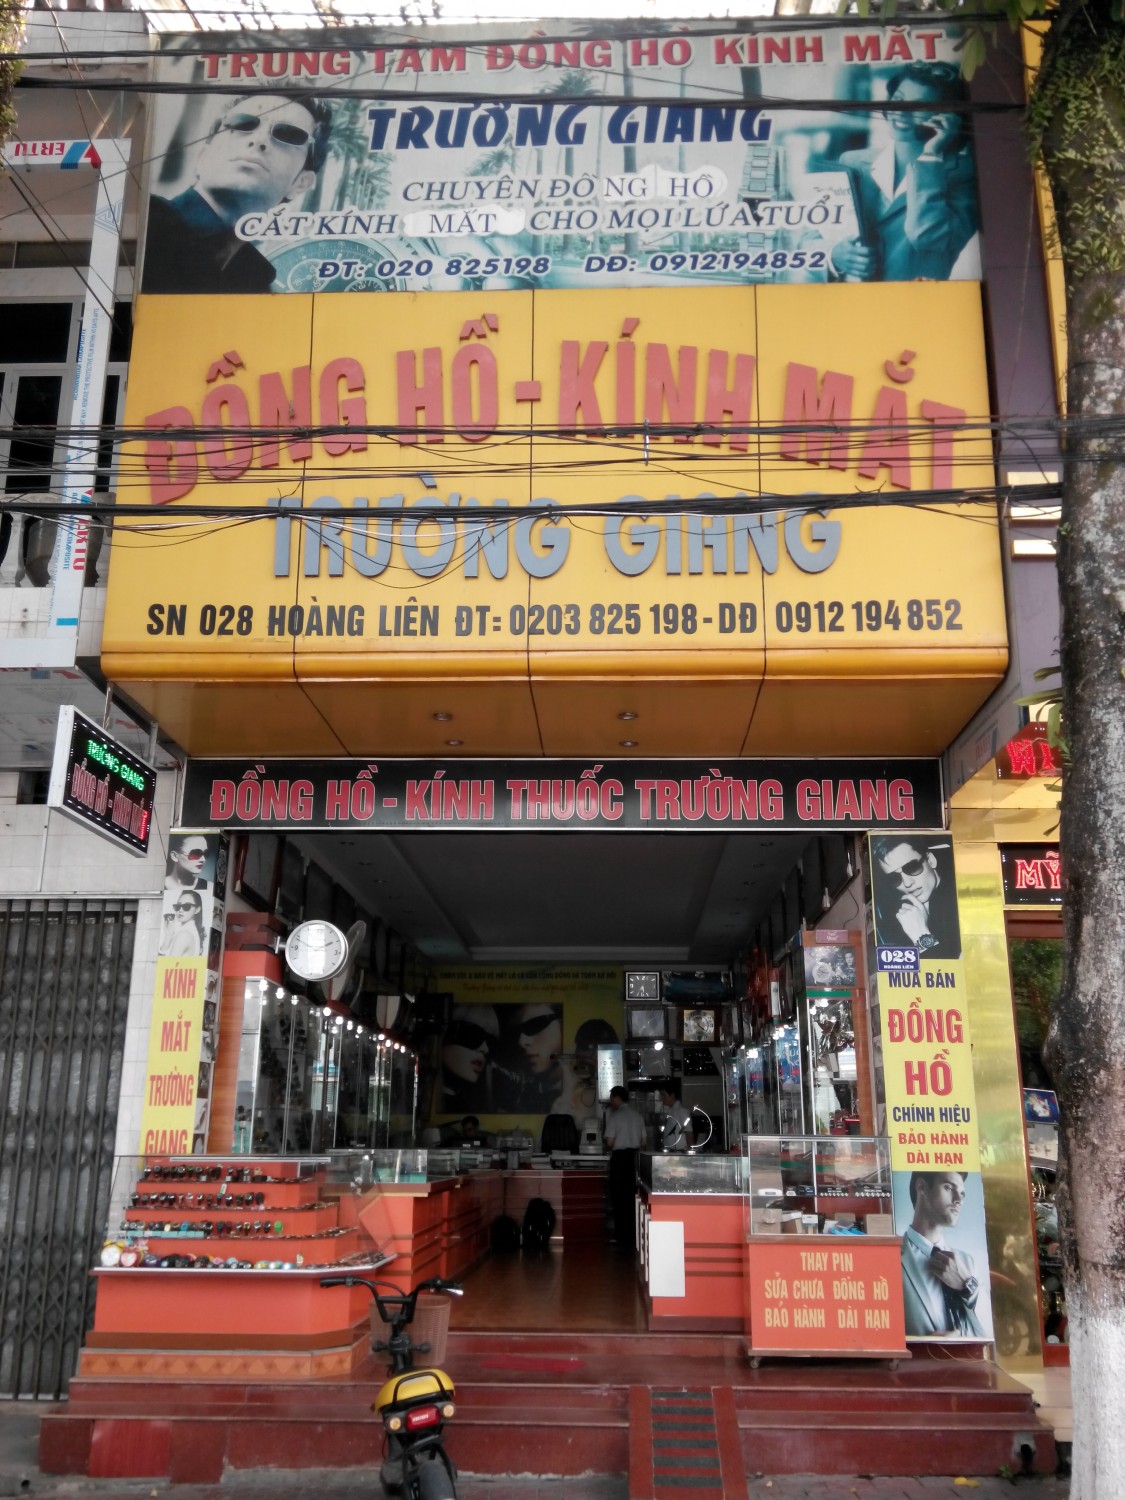 TRUNG TÂM ĐỒNG HỒ KÍNH MẮT
TRƯỜNG GIANG
CHUYÊN ĐỒNG HỒ
CẮT KÍNH MẮT CHO MỌI LỨA TUỔI
ĐT: 020 825198 DĐ: 0912194852
ĐỒNG HỒ - KÍNH MẮT
TRƯỜNG GIANG
SN 028 HOÀNG LIÊN ĐT: 0203 825 198 - DĐ 0912 194 852
TRƯỜNG GIANG
ĐỒNG HỒ - KÍNH MẮT
ĐỒNG HỒ - KÍNH THUỐC TRƯỜNG GIANG
KÍNH
MẮT
TRƯỜNG
GIANG
028
HOÀNG LIÊN
MUA BÁN
ĐỒNG
HỒ
CHÍNH HIỆU
BẢO HÀNH
DÀI HẠN
THAY PIN
SỬA CHƯA ĐỒNG HỒ
BẢO HÀNH DÀI HẠN
VERTU
MỸ